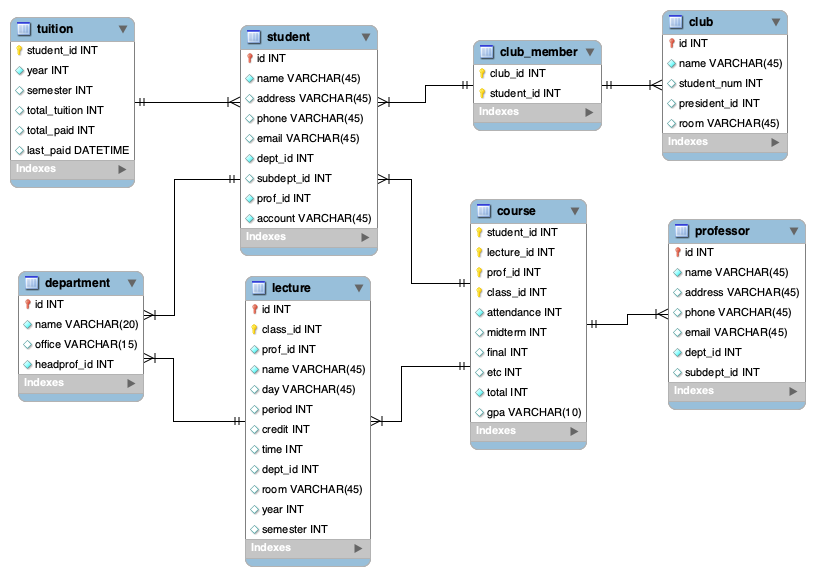 tuition
student_id INT
year INT
semester INT
total_tuition INT
total_paid INT
last_paid DATETIME
Indexes
student
id INT
name VARCHAR(45)
address VARCHAR(45)
phone VARCHAR(45)
email VARCHAR(45)
dept_id INT
subdept_id INT
prof_id INT
account VARCHAR(45)
Indexes
club_member
club_id INT
student_id INT
Indexes
club
id INT
name VARCHAR(45)
student_num INT
president_id INT
room VARCHAR(45)
Indexes
department
id INT
name VARCHAR(20)
office VARCHAR(15)
headprof_id INT
Indexes
lecture
id INT
class_id INT
prof_id INT
name VARCHAR(45)
day VARCHAR(45)
period INT
credit INT
time INT
dept_id INT
room VARCHAR(45)
year INT
semester INT
Indexes
course
student_id INT
lecture_id INT
prof_id INT
class_id INT
attendance INT
midterm INT
final INT
etc INT
total INT
gpa VARCHAR(10)
Indexes
professor
id INT
name VARCHAR(45)
address VARCHAR(45)
phone VARCHAR(45)
email VARCHAR(45)
dept_id INT
subdept_id INT
Indexes